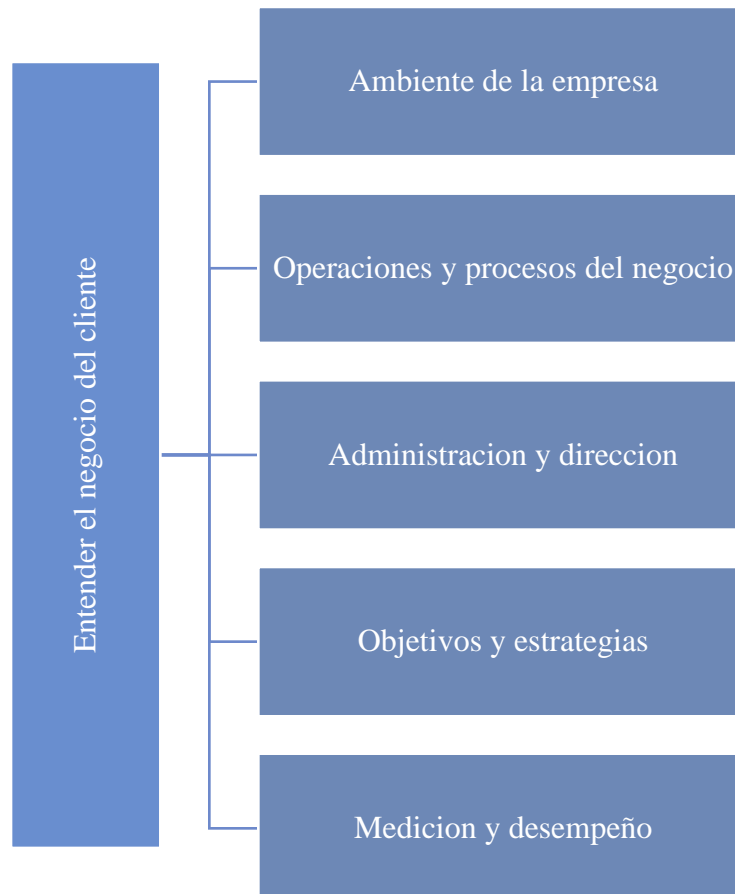 Entender el negocio del cliente
Ambiente de la empresa
Operaciones y procesos del negocio
Administracion y direccion
Objetivos y estrategias
Medicion y desempeño